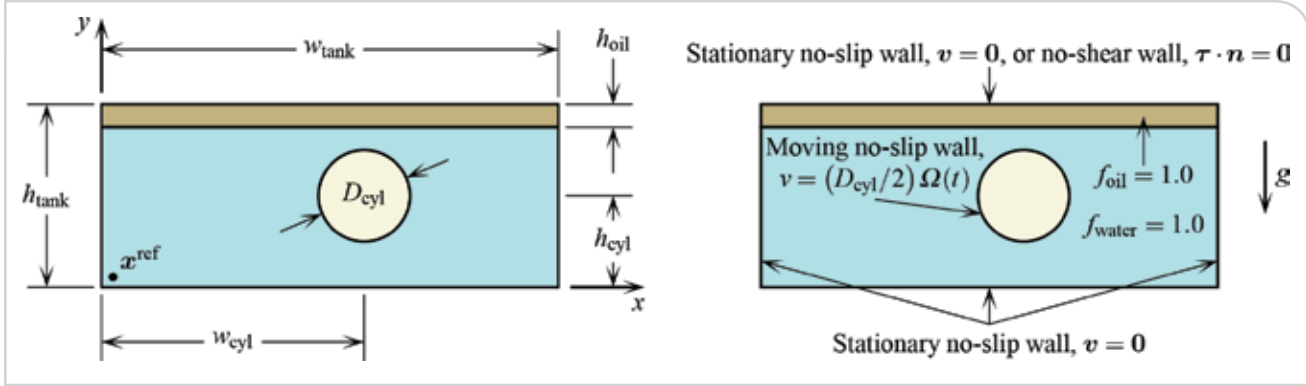 y
w_tank
h_oil
h_tank
D_cyl
h_cyl
x^ref
x
w_cyl
Stationary no-slip wall, v = 0, or no-shear wall, τ · n = 0
Moving no-slip wall,
v = (D_cyl/2) Ω(t)
f_oil = 1.0
g
f_water = 1.0
Stationary no-slip wall, v = 0